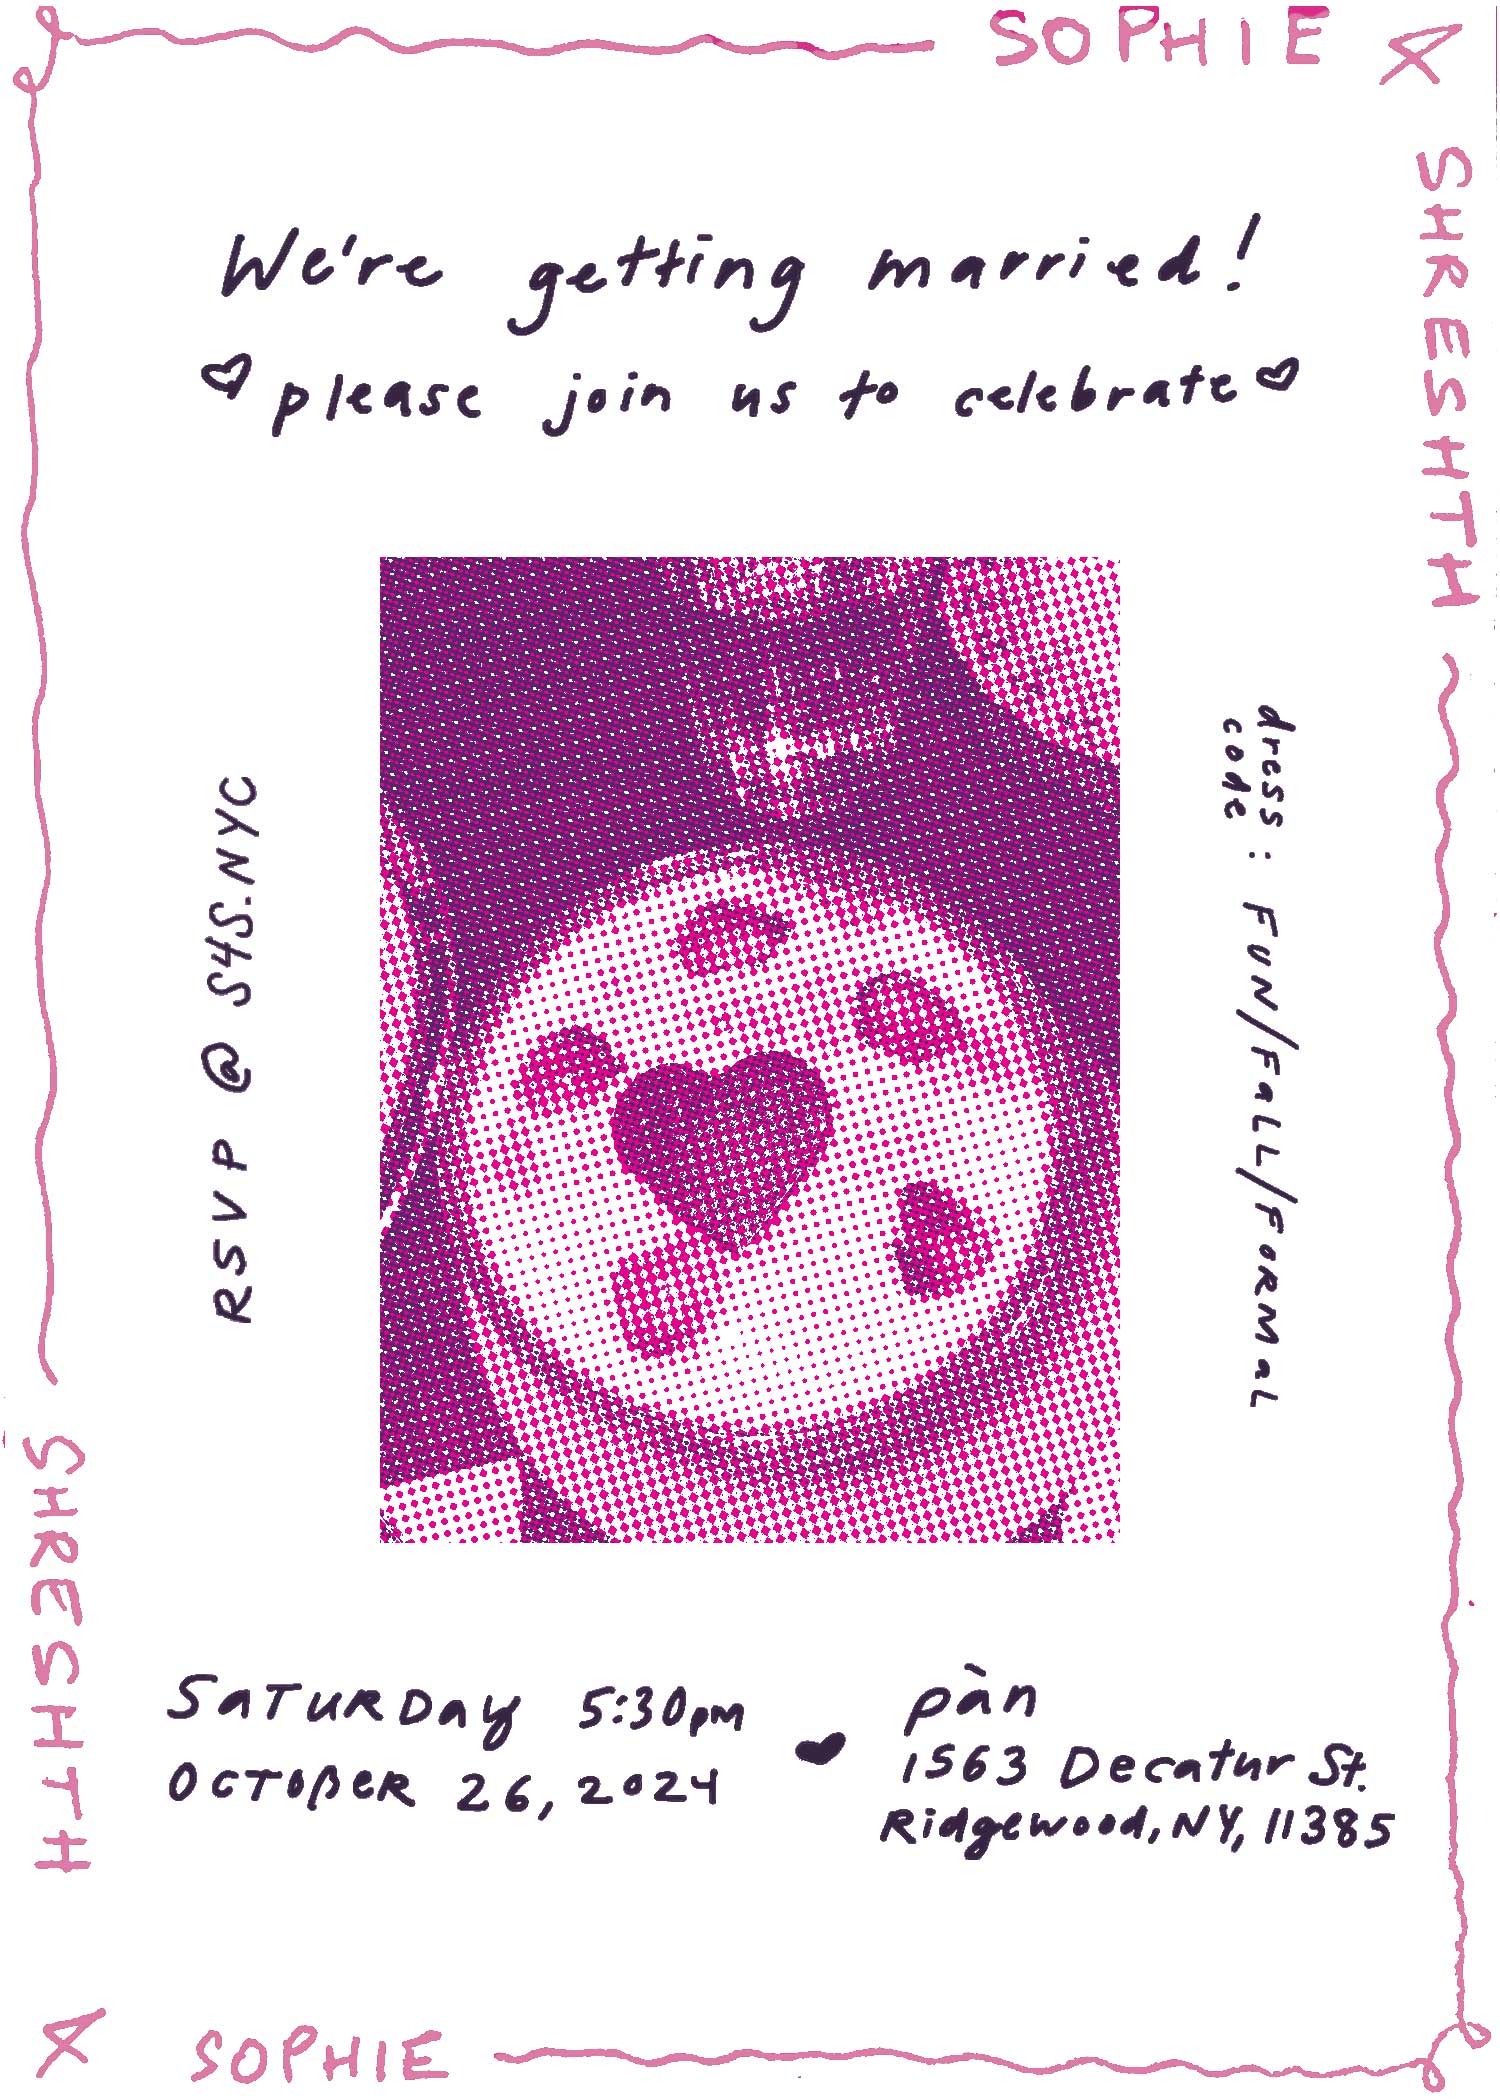 SOPHIE &
SHRESHTH
We're getting married!
please join us to celebrate
RSVP @ S4S.NYC
dress code: FUN/FALL/FORMAL
SATURDAY 5:30pm
OCTOBER 26, 2024
pàn
1563 Decatur St.
Ridgewood, NY, 11385
SHRESHTH
& SOPHIE